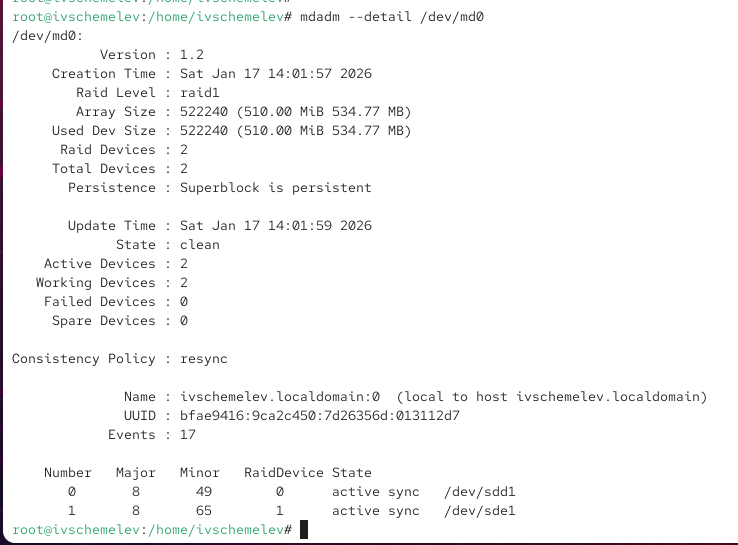 root@ivschemelev:/home/ivschemelev# mdadm --detail /dev/md0
/dev/md0:
Version : 1.2
Creation Time : Sat Jan 17 14:01:57 2026
Raid Level : raid1
Array Size : 522240 (510.00 MiB 534.77 MB)
Used Dev Size : 522240 (510.00 MiB 534.77 MB)
Raid Devices : 2
Total Devices : 2
Persistence : Superblock is persistent
Update Time : Sat Jan 17 14:01:59 2026
State : clean
Active Devices : 2
Working Devices : 2
Failed Devices : 0
Spare Devices : 0
Consistency Policy : resync
Name : ivschemelev.localdomain:0  (local to host ivschemelev.localdomain)
UUID : bfae9416:9ca2c450:7d26356d:013112d7
Events : 17
Number   Major   Minor   RaidDevice State
0       8       49        0      active sync   /dev/sdd1
1       8       65        1      active sync   /dev/sde1
root@ivschemelev:/home/ivschemelev#